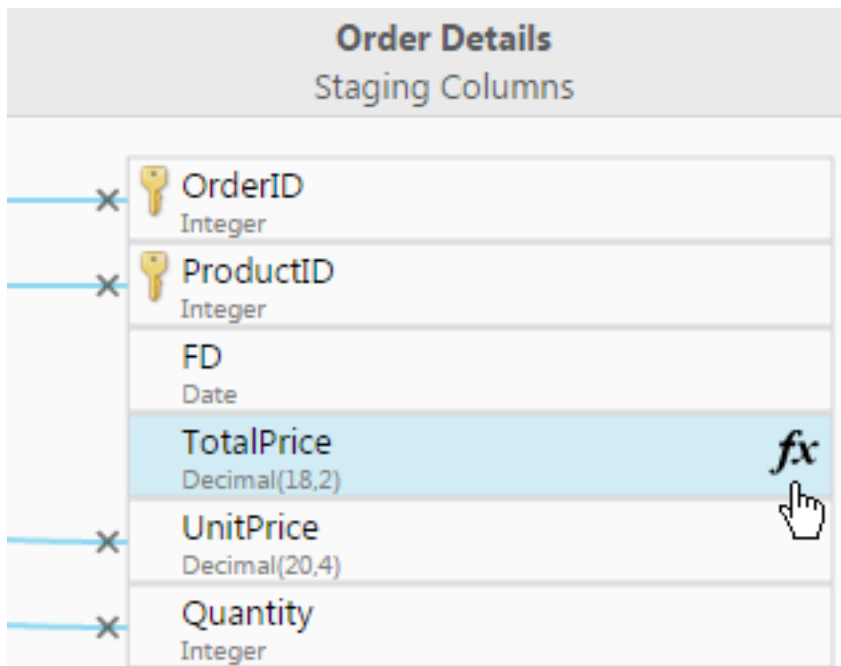 Order Details
Staging Columns
OrderID
Integer
ProductID
Integer
FD
Date
TotalPrice
fx
Decimal(18,2)
UnitPrice
Decimal(20,4)
Quantity
Integer